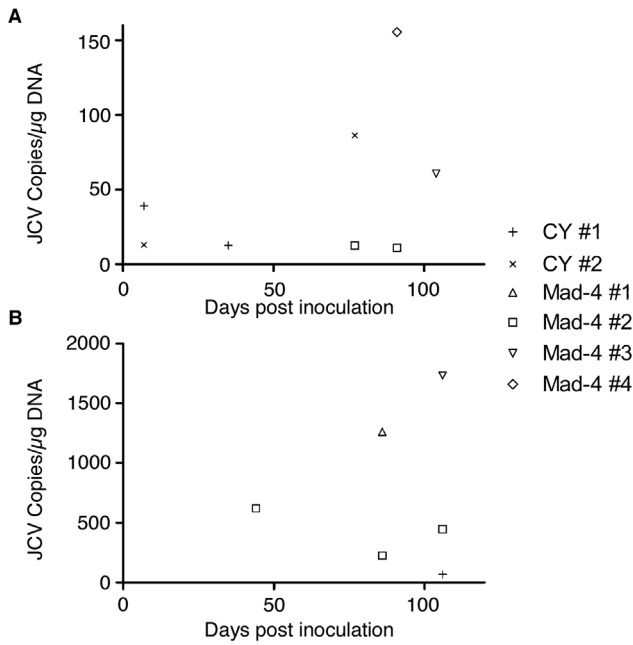 A
JCV Copies/µg DNA
150
100
50
0
0 50 100
Days post inoculation
B
JCV Copies/µg DNA
2000
1500
1000
500
0
0 50 100
Days post inoculation
CY #1
CY #2
Mad-4 #1
Mad-4 #2
Mad-4 #3
Mad-4 #4